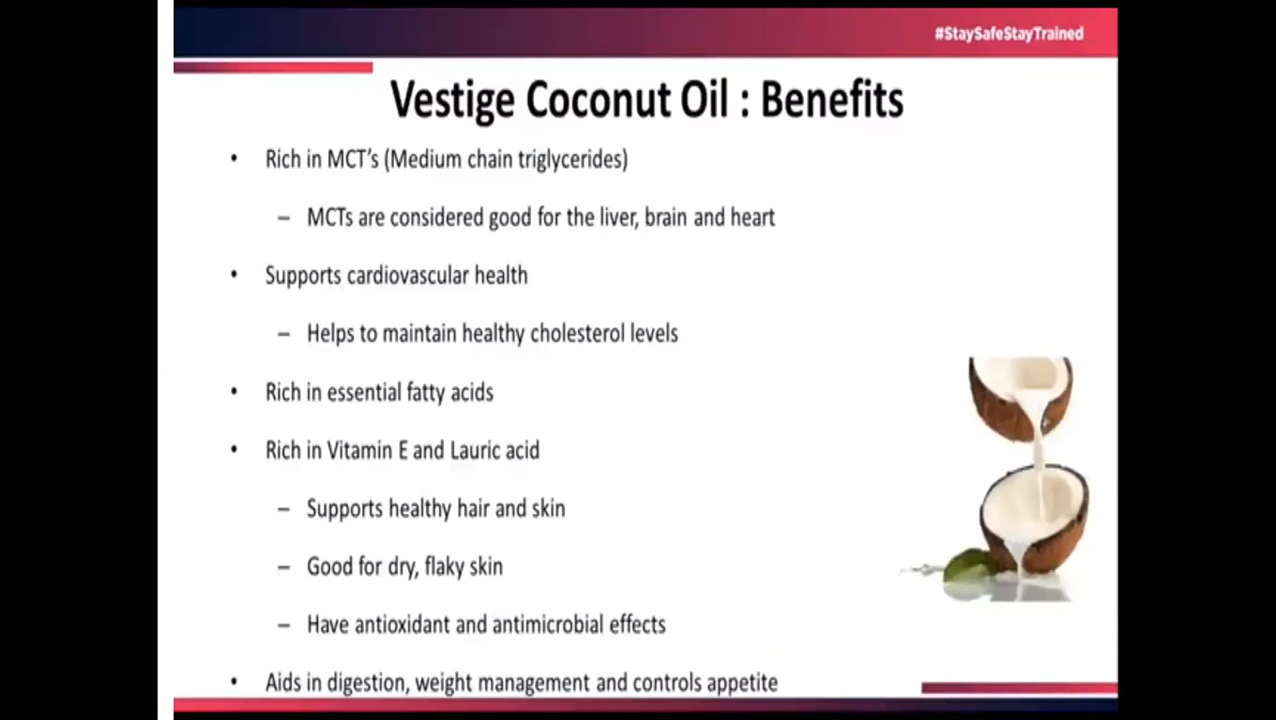 #StaySafeStayTrained
Vestige Coconut Oil : Benefits
• Rich in MCT's (Medium chain triglycerides)
– MCTs are considered good for the liver, brain and heart
• Supports cardiovascular health
– Helps to maintain healthy cholesterol levels
• Rich in essential fatty acids
• Rich in Vitamin E and Lauric acid
– Supports healthy hair and skin
– Good for dry, flaky skin
– Have antioxidant and antimicrobial effects
• Aids in digestion, weight management and controls appetite